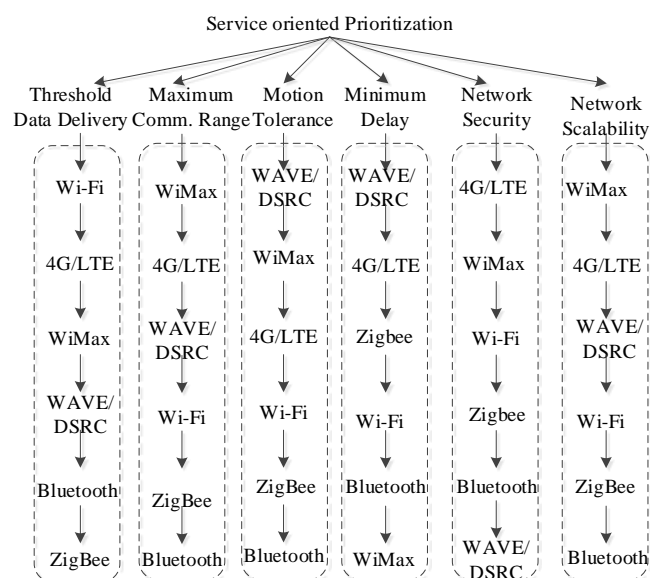 Service oriented Prioritization
Threshold
Data Delivery
Wi-Fi
4G/LTE
WiMax
WAVE/
DSRC
Bluetooth
ZigBee
Maximum
Comm. Range
WiMax
4G/LTE
WAVE/
DSRC
Wi-Fi
ZigBee
Bluetooth
Motion
Tolerance
WAVE/
DSRC
WiMax
4G/LTE
Wi-Fi
ZigBee
Bluetooth
Minimum
Delay
WAVE/
DSRC
4G/LTE
Zigbee
Wi-Fi
Bluetooth
WiMax
Network
Security
4G/LTE
WiMax
Wi-Fi
Zigbee
Bluetooth
WAVE/
DSRC
Network
Scalability
WiMax
4G/LTE
WAVE/
DSRC
Wi-Fi
ZigBee
Bluetooth